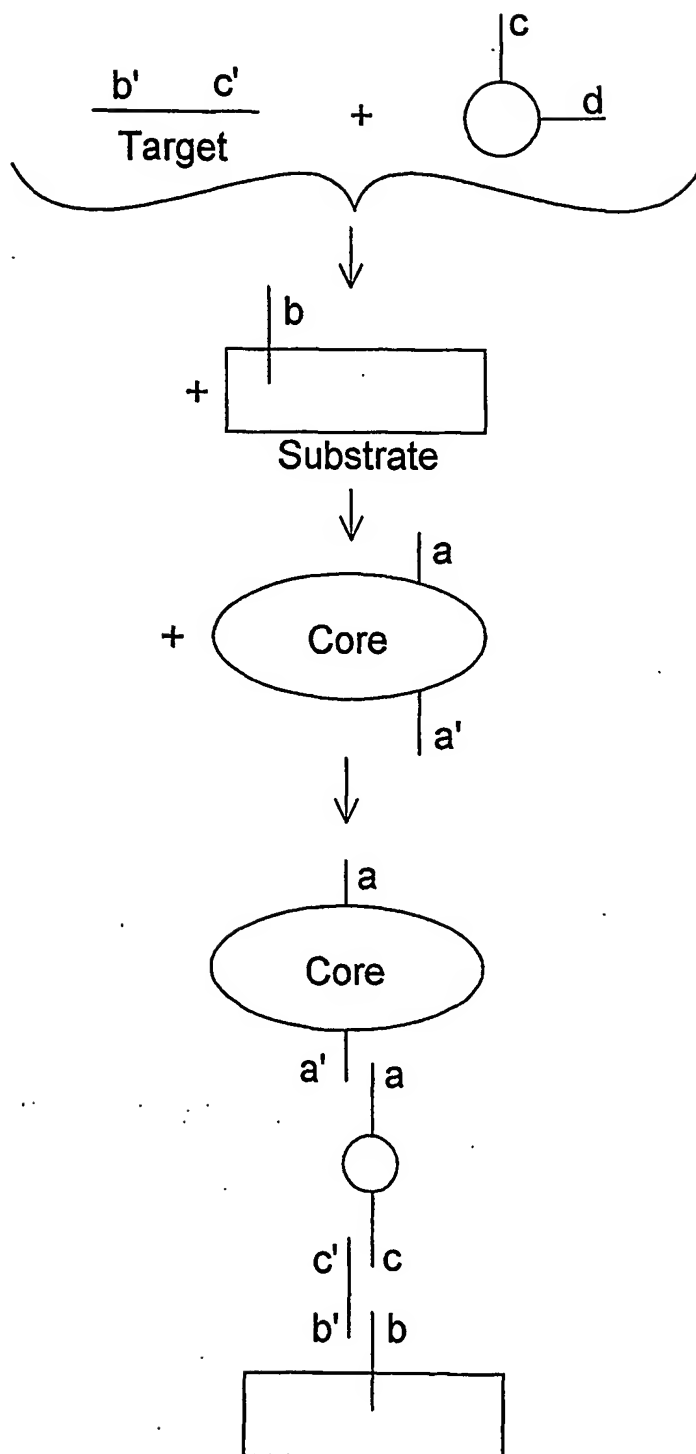 c
b' c'
+
d
Target
b
+
Substrate
a
+
Core
a'
a
Core
a' a
c' c
b' b